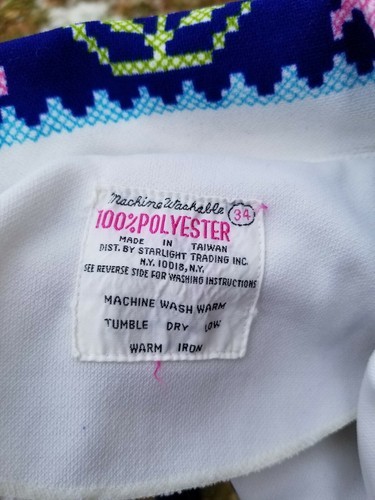 Machine Washable 34
100% POLYESTER
MADE IN TAIWAN
DIST. BY STARLIGHT TRADING INC.
N.Y. 10018, N.Y.
SEE REVERSE SIDE FOR WASHING INSTRUCTIONS
MACHINE WASH WARM
TUMBLE DRY LOW
WARM IRON